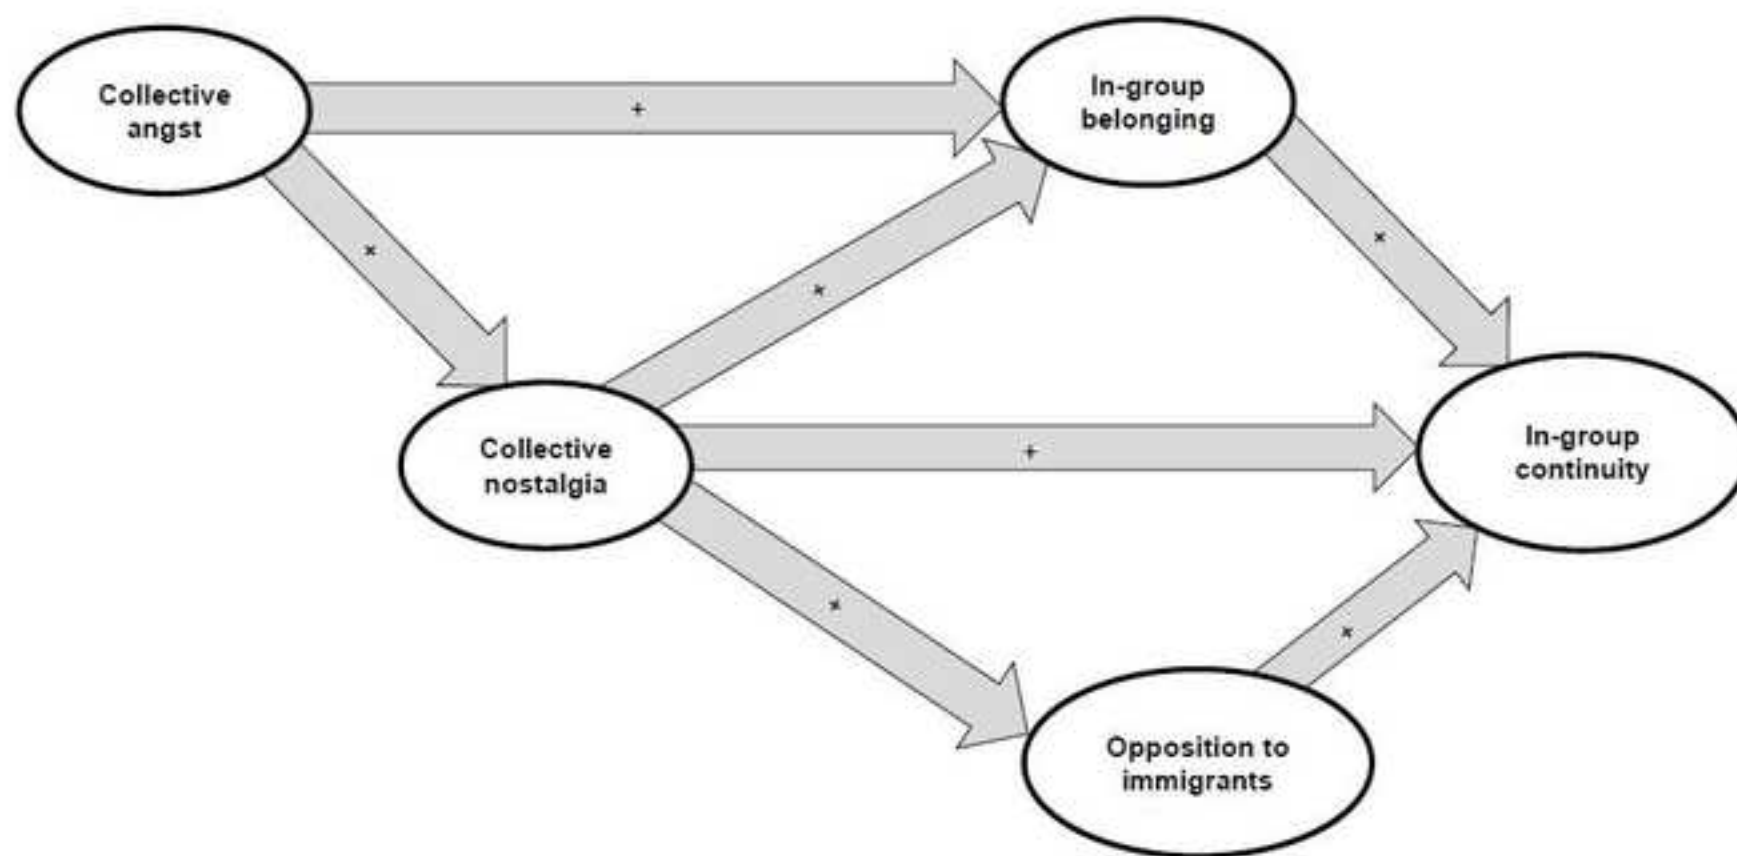 Collective
angst
+
In-group
belonging
+
+
+
Collective
nostalgia
+
In-group
continuity
+
+
Opposition to
immigrants